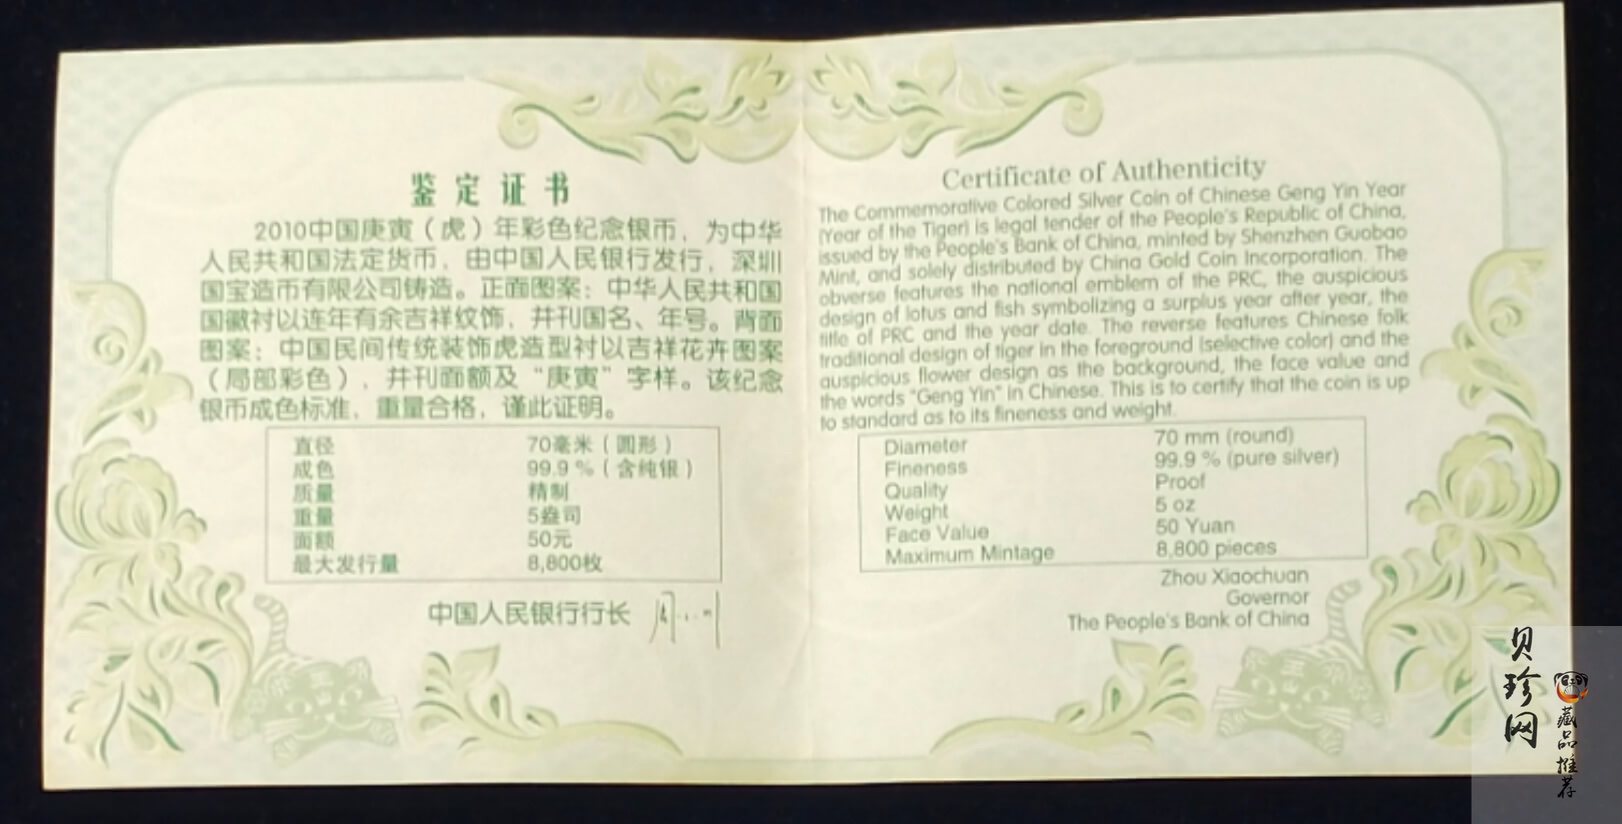 鉴定证书
2010中国庚寅（虎）年彩色纪念银币，为中华
人民共和国法定货币，由中国人民银行发行，深圳
国宝造币有限公司铸造。正面图案：中华人民共和国
国徽衬以连年有余吉祥纹饰，并刊国名、年号。背面
图案：中国民间传统装饰虎造型衬以吉祥花卉图案
（局部彩色），并刊面额及“庚寅”字样。该纪念
银币成色标准，重量合格，谨此证明。
直径 70毫米（圆形）
成色 99.9％（含纯银）
质量 精制
重量 5盎司
面额 50元
最大发行量 8,800枚
中国人民银行行长
Certificate of Authenticity
The Commemorative Colored Silver Coin of Chinese Geng Yin Year
(Year of the Tiger) is legal tender of the People's Republic of China,
issued by the People's Bank of China, minted by Shenzhen Guobao
Mint, and solely distributed by China Gold Coin Incorporation. The
obverse features the national emblem of the PRC, the auspicious
design of lotus and fish symbolizing a surplus year after year, the
title of PRC and the year date. The reverse features Chinese folk
traditional design of tiger in the foreground (selective color) and the
auspicious flower design as the background, the face value and
the words "Geng Yin" in Chinese. This is to certify that the coin is up
to standard as to its fineness and weight.
Diameter 70 mm (round)
Fineness 99.9 % (pure silver)
Quality Proof
Weight 5 oz
Face Value 50 Yuan
Maximum Mintage 8,800 pieces
Zhou Xiaochuan
Governor
The People's Bank of China
贝珍网
藏品推荐